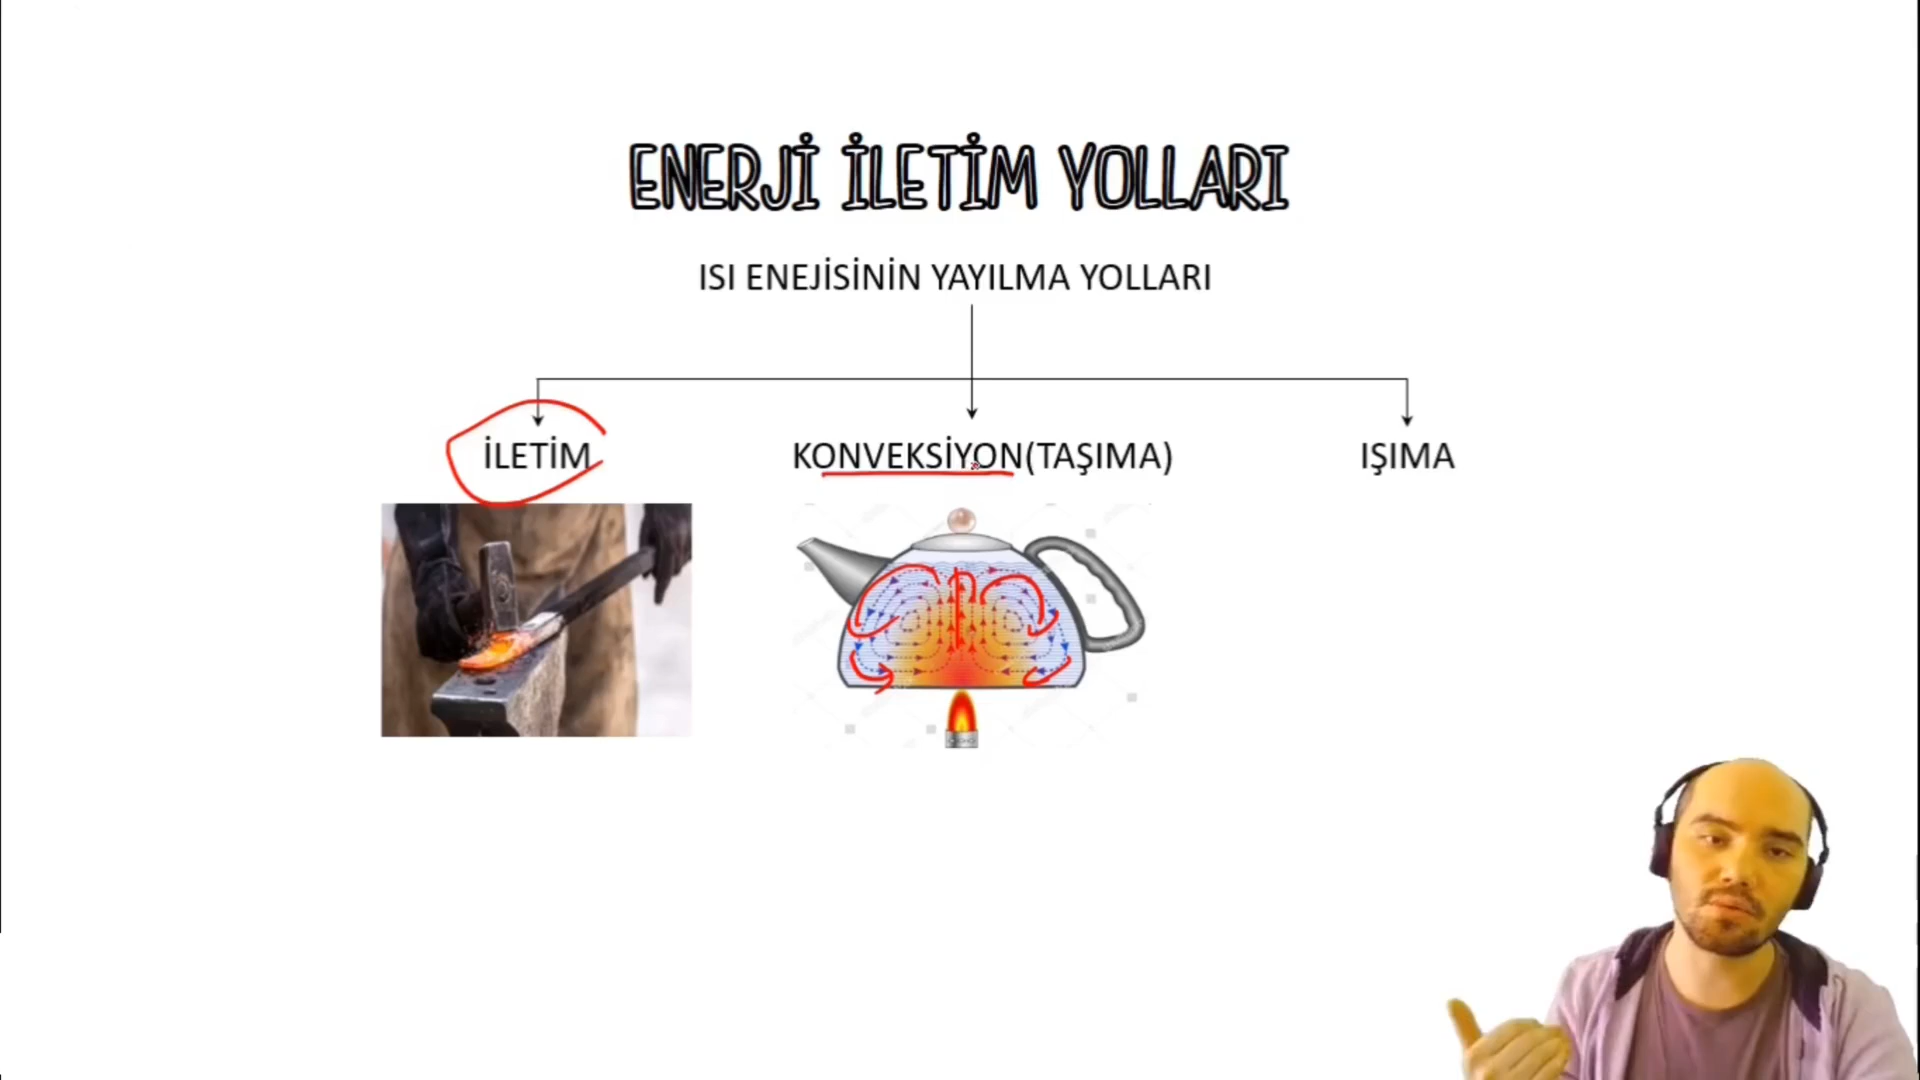 ENERJİ İLETİM YOLLARI
ISI ENEJİSİNİN YAYILMA YOLLARI
İLETİM
KONVEKSİYON(TAŞIMA)
IŞIMA